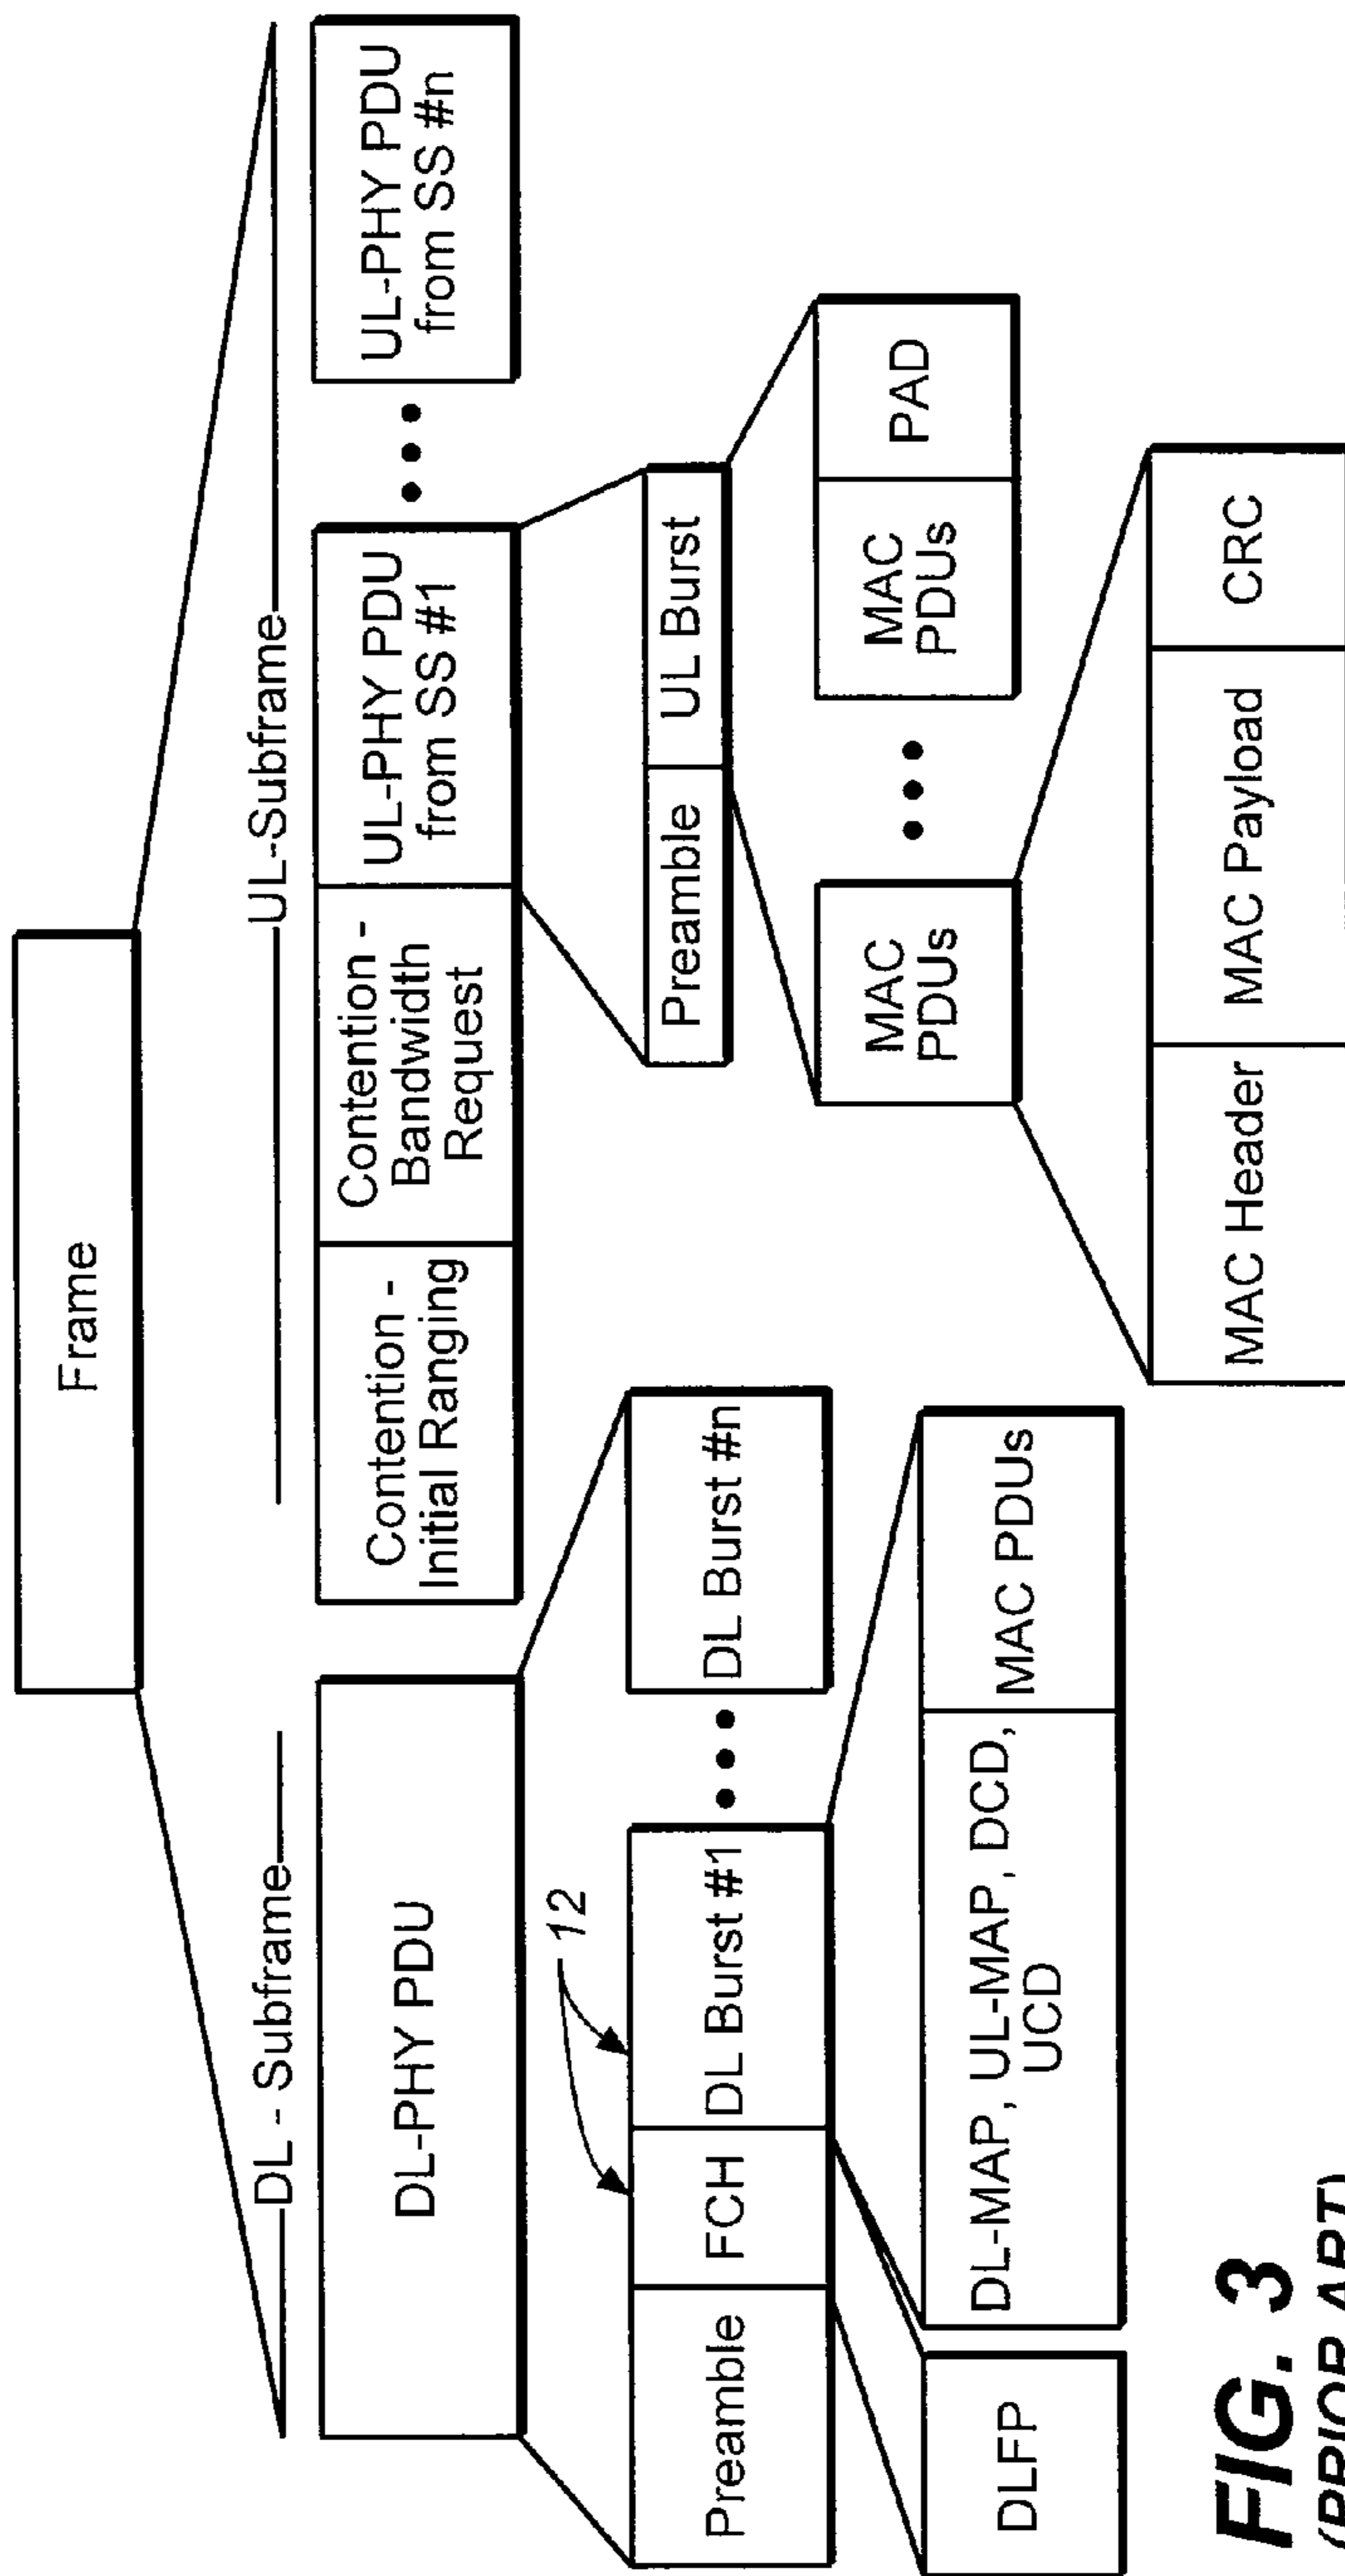 Frame
DL - Subframe
UL-Subframe
DL-PHY PDU
Contention -
Initial Ranging
Contention -
Bandwidth
Request
UL-PHY PDU
from SS #1
•••
UL-PHY PDU
from SS #n
12
Preamble
FCH
DL Burst #1
•••
DL Burst #n
Preamble
UL Burst
DLFP
DL-MAP, UL-MAP, DCD,
UCD
MAC PDUs
MAC
PDUs
•••
MAC
PDUs
PAD
MAC Header
MAC Payload
CRC
FIG. 3
(PRIOR ART)